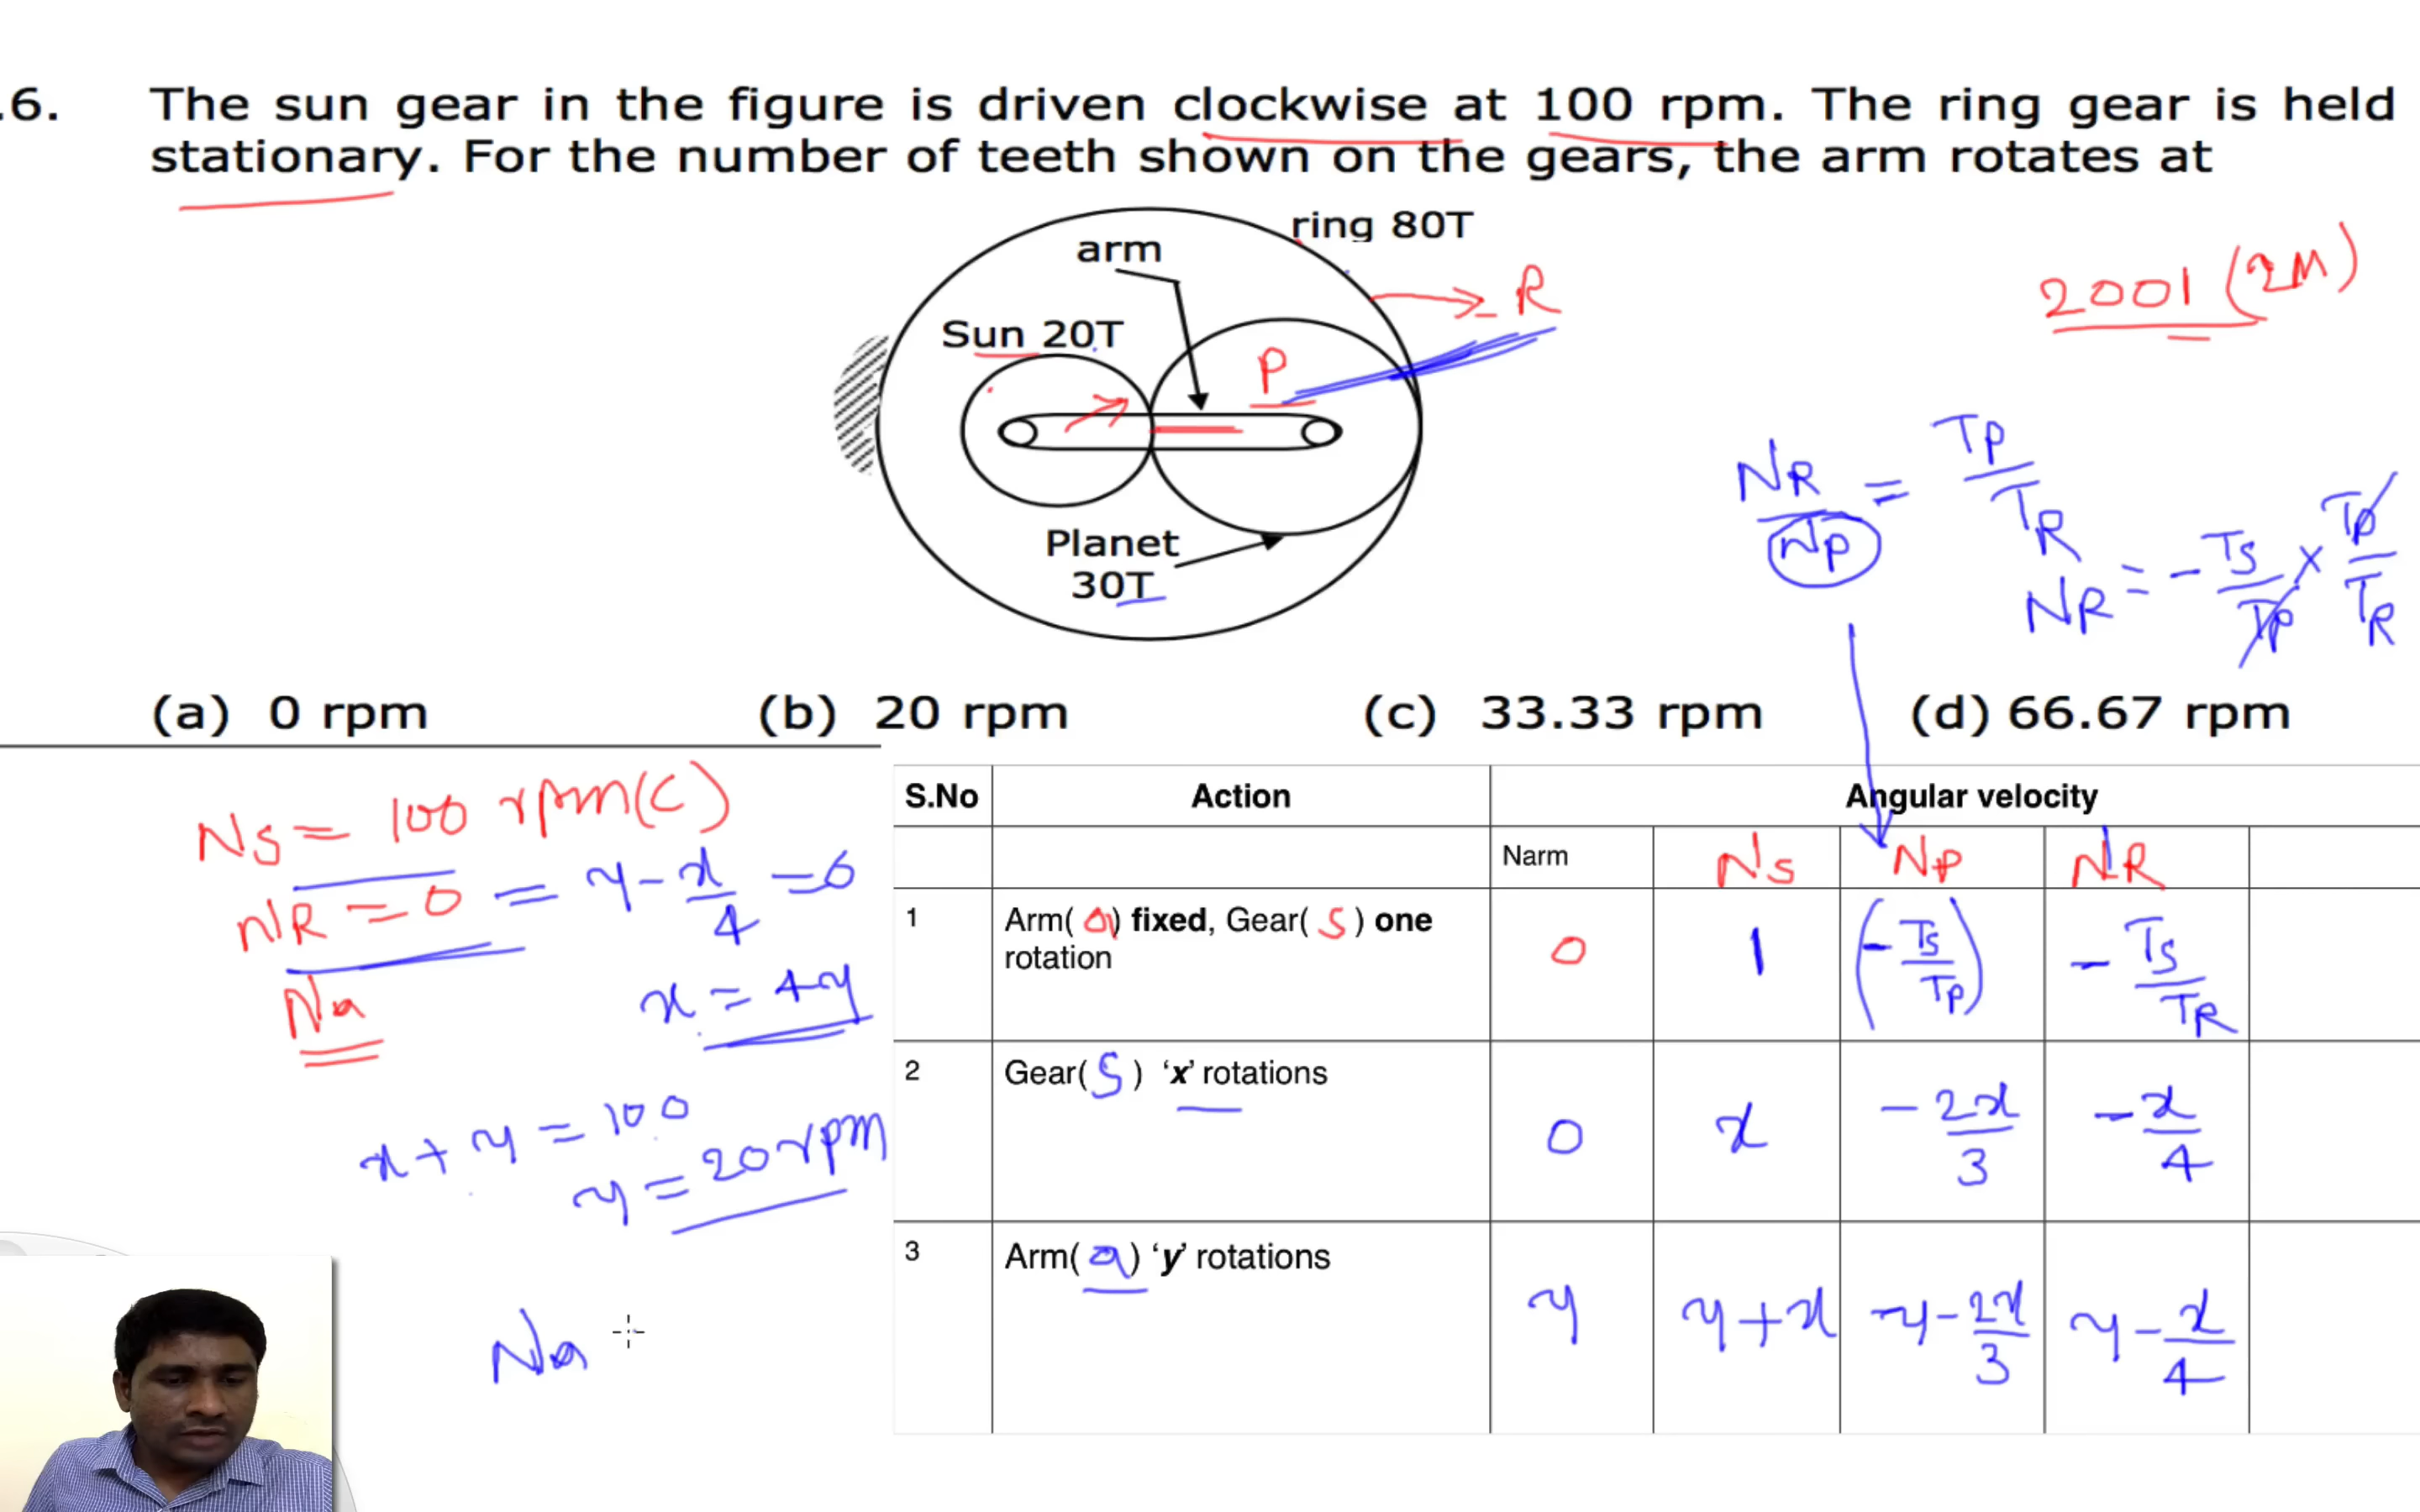 .6. The sun gear in the figure is driven clockwise at 100 rpm. The ring gear is held
stationary. For the number of teeth shown on the gears, the arm rotates at
ring 80T
arm
Sun 20T
P
R
2001 (2M)
Planet
30T
NR/NP = TP/TR
NR = - TS/TP × TP/TR
(a) 0 rpm (b) 20 rpm (c) 33.33 rpm (d) 66.67 rpm
NS = 100 rpm(C)
NR = 0 = y - x/4 = 0
Na
x = 4y
x + y = 100
y = 20 rpm
Na
S.No Action Angular velocity
Narm NS NP NR
1 Arm( a ) fixed, Gear( S ) one rotation 0 1 (-TS/TP) -TS/TR
2 Gear( S ) ‘x’ rotations 0 x -2x/3 -x/4
3 Arm( a ) ‘y’ rotations y y+x y-2x/3 y-x/4